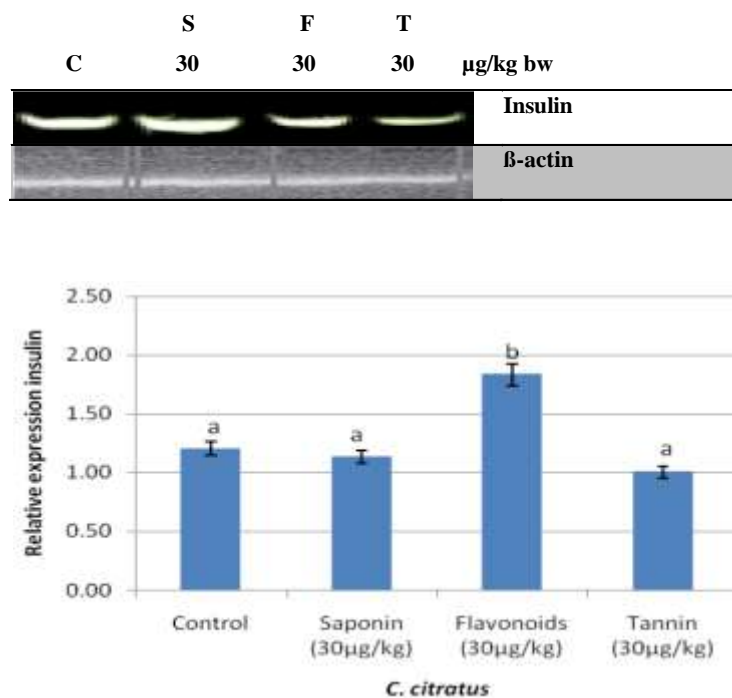 S F T
C 30 30 30 µg/kg bw
Insulin
ß-actin
2.50
2.00
1.50
1.00
0.50
0.00
Relative expression insulin
a
a
b
a
Control Saponin Flavonoids Tannin
(30µg/kg) (30µg/kg) (30µg/kg)
C. citratus